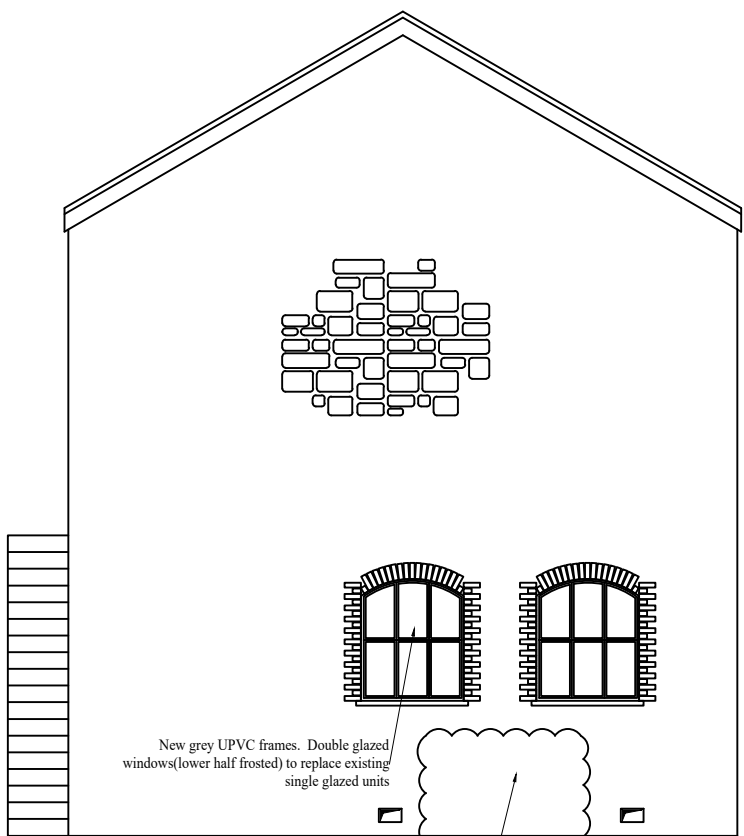 New grey UPVC frames.  Double glazed
windows(lower half frosted) to replace existing
single glazed units